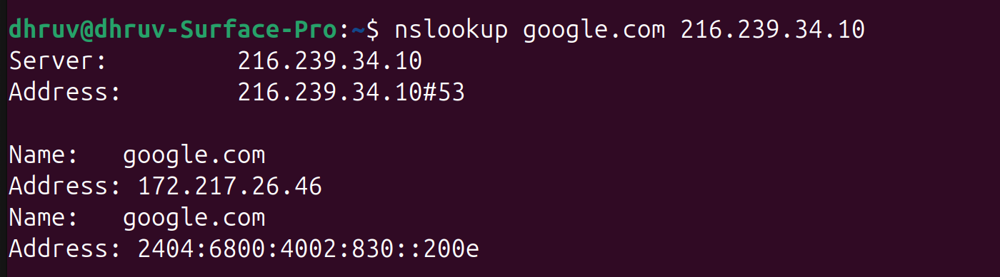 dhruv@dhruv-Surface-Pro:~$ nslookup google.com 216.239.34.10
Server:		216.239.34.10
Address:	216.239.34.10#53

Name:	google.com
Address: 172.217.26.46
Name:	google.com
Address: 2404:6800:4002:830::200e